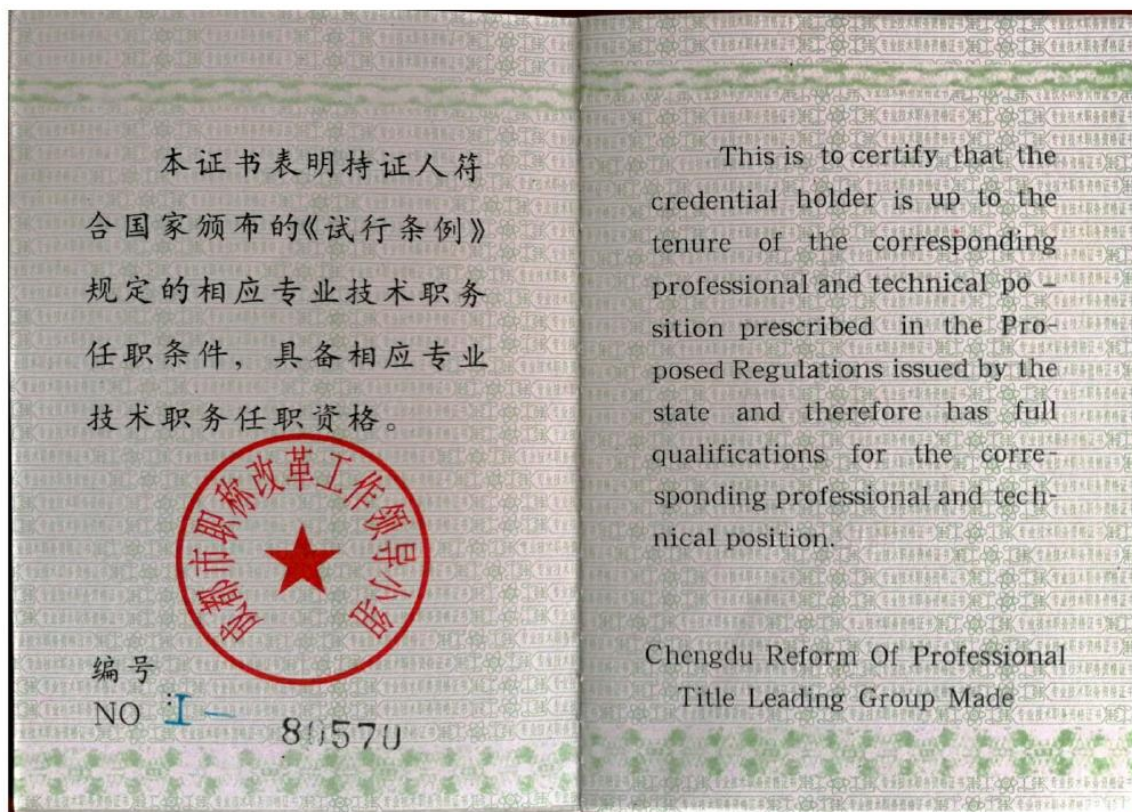 本证书表明持证人符
合国家颁布的《试行条例》
规定的相应专业技术职务
任职条件，具备相应专业
技术职务任职资格。
成都市职称改革工作领导小组
编号
NO I—
This is to certify that the
credential holder is up to the
tenure of the corresponding
professional and technical po –
sition prescribed in the Pro-
posed Regulations issued by the
state and therefore has full
qualifications for the corre-
sponding professional and tech-
nical position.
Chengdu Reform Of Professional
Title Leading Group Made